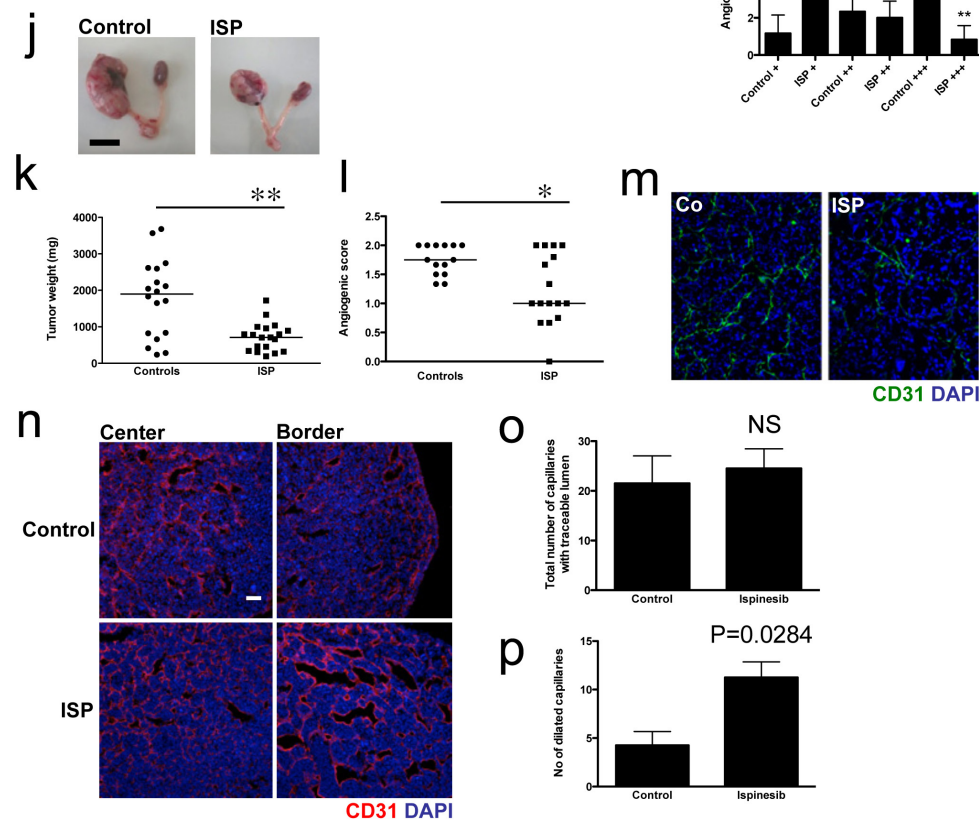 j
Control
ISP
Angio
2
0
**
Control +
ISP +
Control ++
ISP ++
Control +++
ISP +++
k
**
Tumor weight (mg)
4000
3000
2000
1000
0
Controls
ISP
l
*
Angiogenic score
2.5
2.0
1.5
1.0
0.5
0.0
Controls
ISP
m
Co
ISP
CD31 DAPI
n
Center
Border
Control
ISP
CD31 DAPI
o
NS
Total number of capillaries
with traceable lumen
30
20
10
0
Control
Ispinesib
p
P=0.0284
No of dilated capillaries
15
10
5
0
Control
Ispinesib